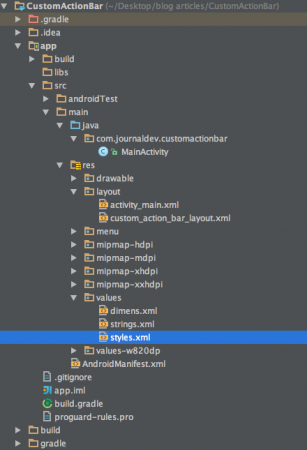 CustomActionBar (~/Desktop/blog articles/CustomActionBar)
.gradle
.idea
app
build
libs
src
androidTest
main
java
com.journaldev.customactionbar
MainActivity
res
drawable
layout
activity_main.xml
custom_action_bar_layout.xml
menu
mipmap-hdpi
mipmap-mdpi
mipmap-xhdpi
mipmap-xxhdpi
values
dimens.xml
strings.xml
styles.xml
values-w820dp
AndroidManifest.xml
.gitignore
app.iml
build.gradle
proguard-rules.pro
build
gradle